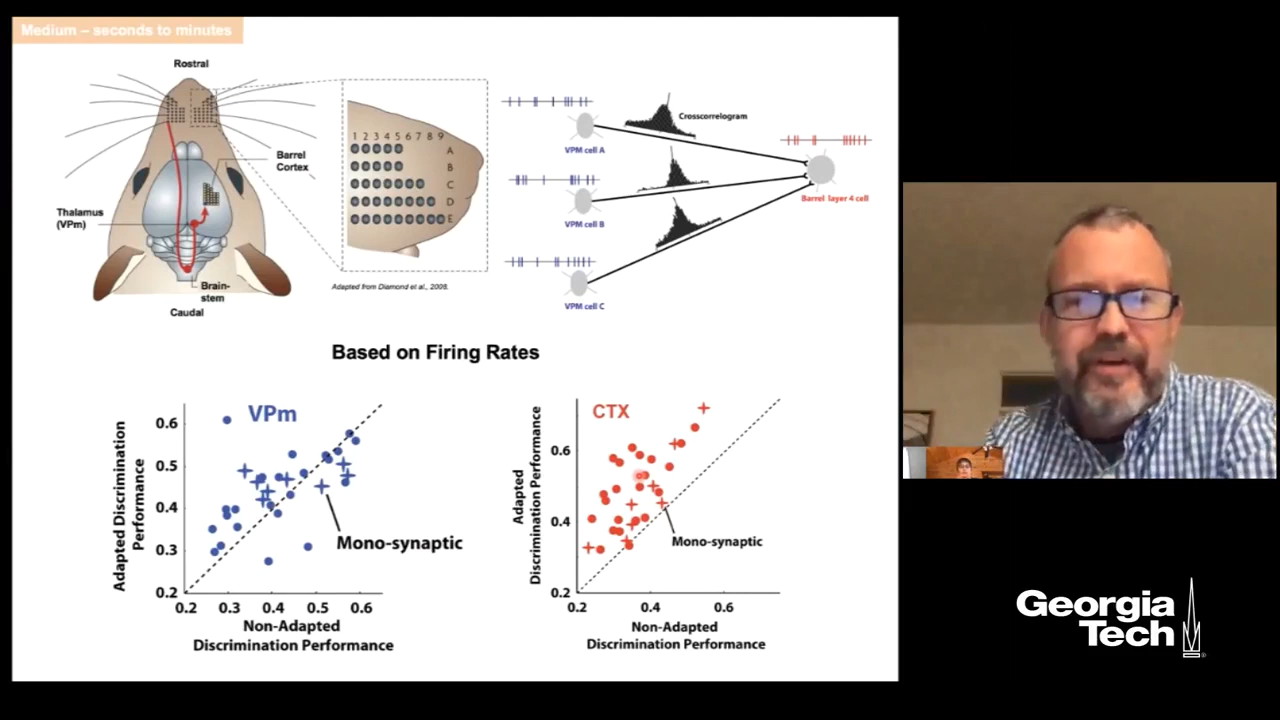 Medium – seconds to minutes
Rostral
Barrel
Cortex
Thalamus
(VPm)
Brain-
stem
Caudal
1 2 3 4 5 6 7 8 9
A
B
C
D
E
Adapted from Diamond et al., 2008.
VPM cell A
VPM cell B
VPM cell C
Crosscorrelogram
Barrel layer 4 cell
Based on Firing Rates
VPm
Adapted Discrimination
Performance
0.6
0.5
0.4
0.3
0.2
0.2 0.3 0.4 0.5 0.6
Mono-synaptic
Non-Adapted
Discrimination Performance
CTX
Adapted
Discrimination Performance
0.6
0.4
0.2
0.2 0.4 0.6
Mono-synaptic
Non-Adapted
Discrimination Performance
Georgia
Tech